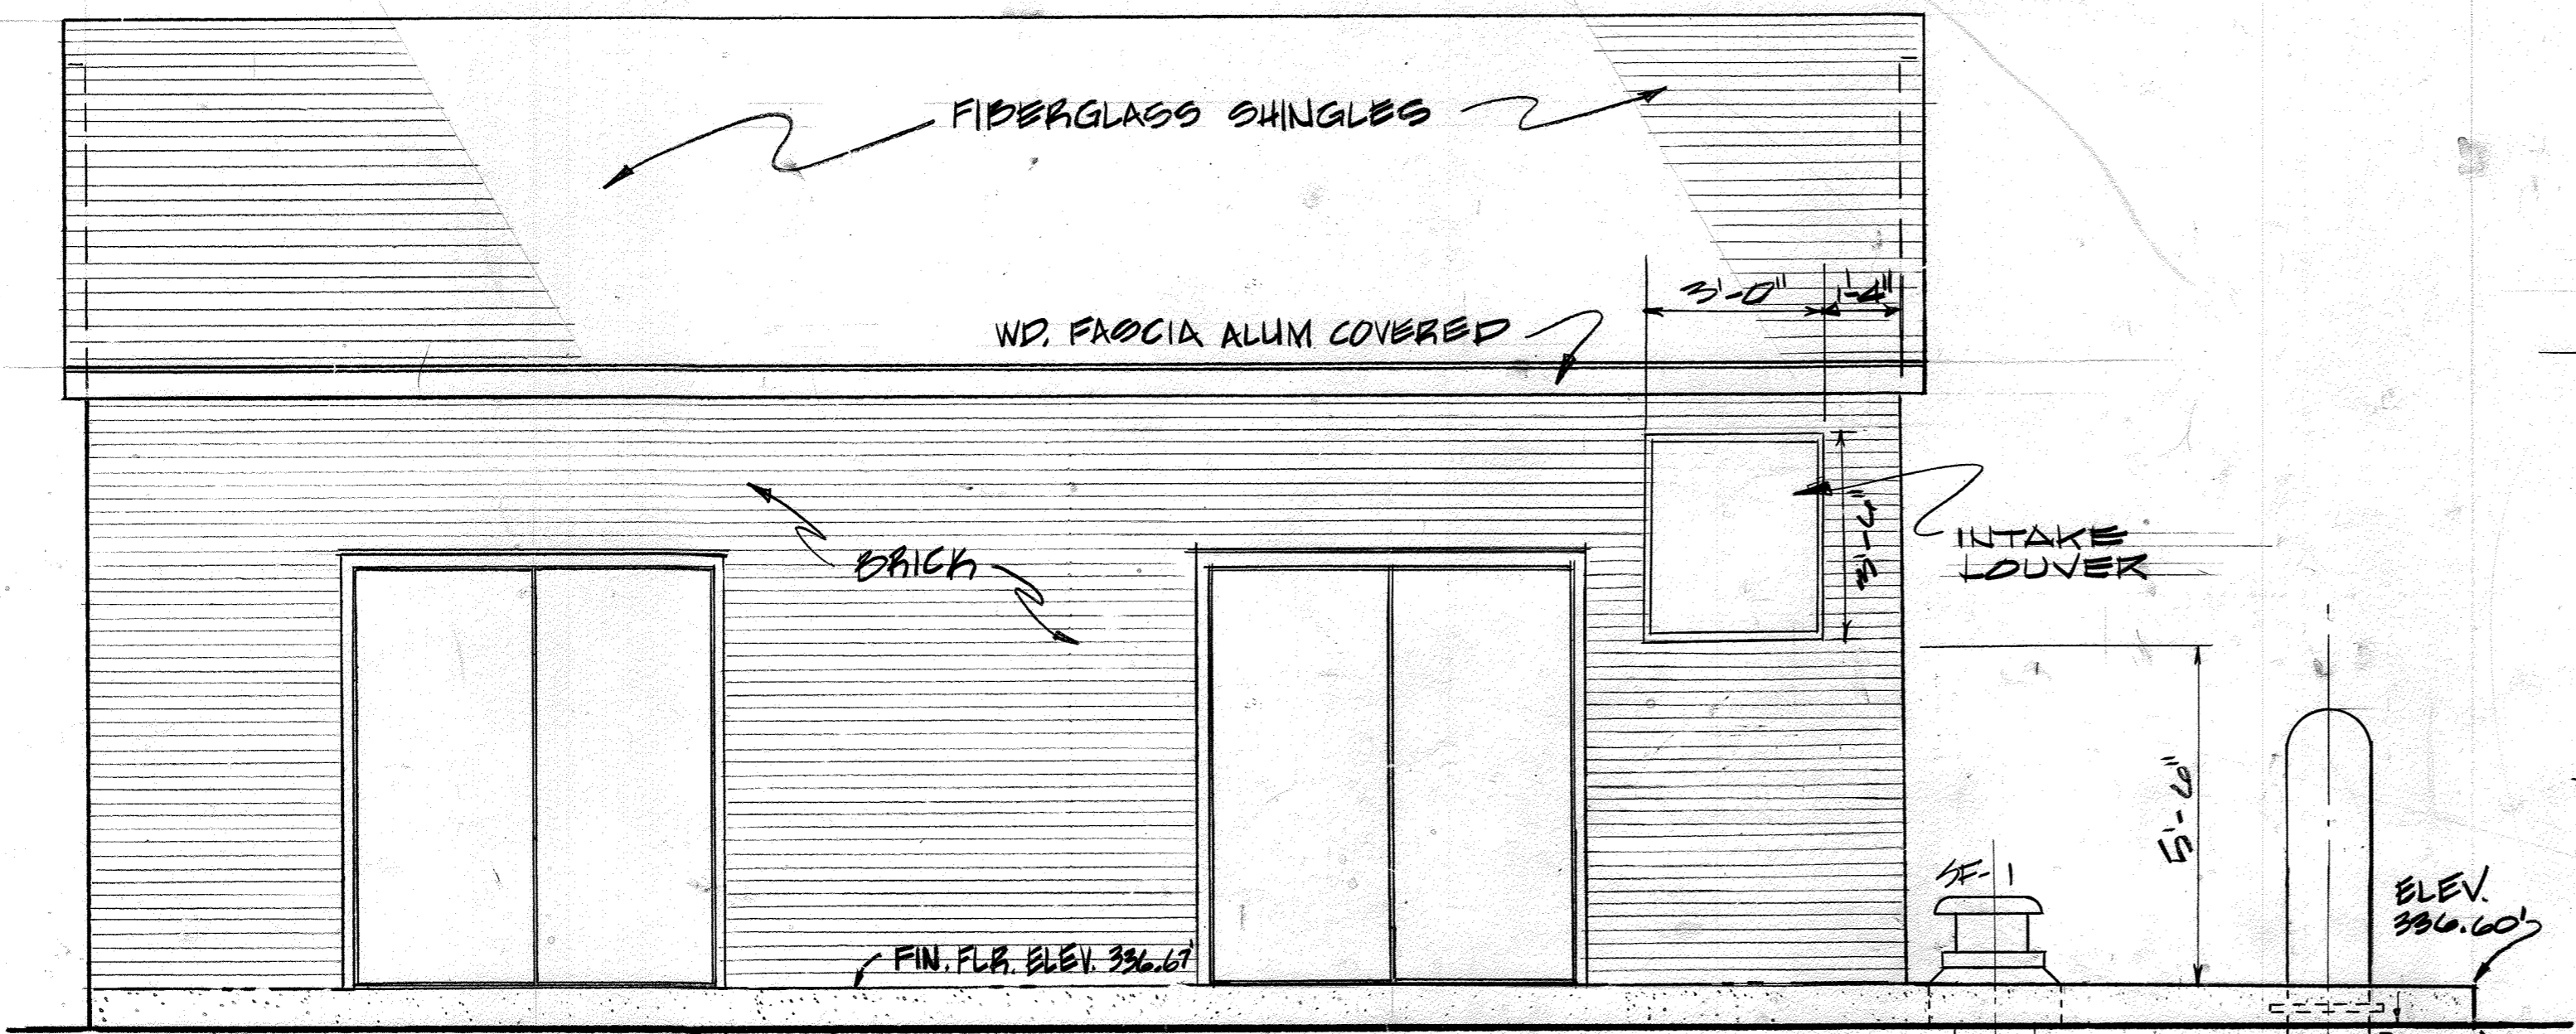 FIBERGLASS SHINGLES
3'-0" 1'-4"
WD. FASCIA ALUM COVERED
3'-6"
INTAKE
LOUVER
BRICK
5'-6"
SF-1
ELEV.
336.60'
FIN. FLR. ELEV. 336.67'